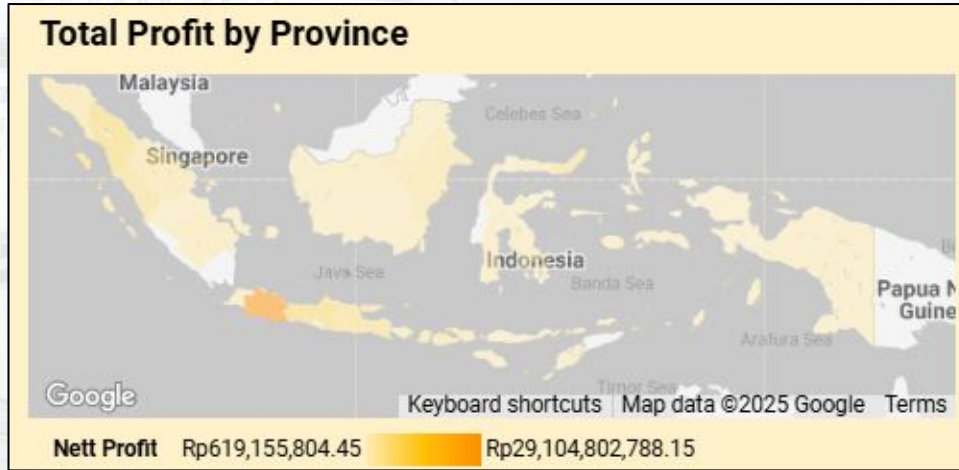 Total Profit by Province
Malaysia
Celebes Sea
Singapore
Java Sea
Indonesia
Banda Sea
Papua N
Guine
Arafura Sea
Timor Sea
Google
Keyboard shortcuts Map data ©2025 Google Terms
Nett Profit Rp619,155,804.45 Rp29,104,802,788.15